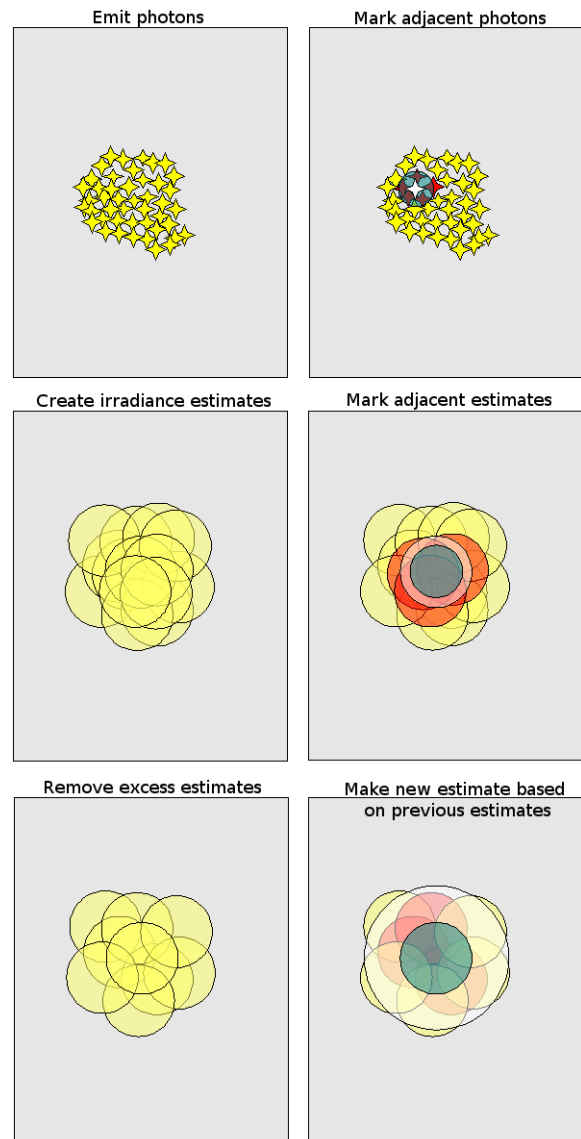 Emit photons
Mark adjacent photons
Create irradiance estimates
Mark adjacent estimates
Remove excess estimates
Make new estimate based
on previous estimates